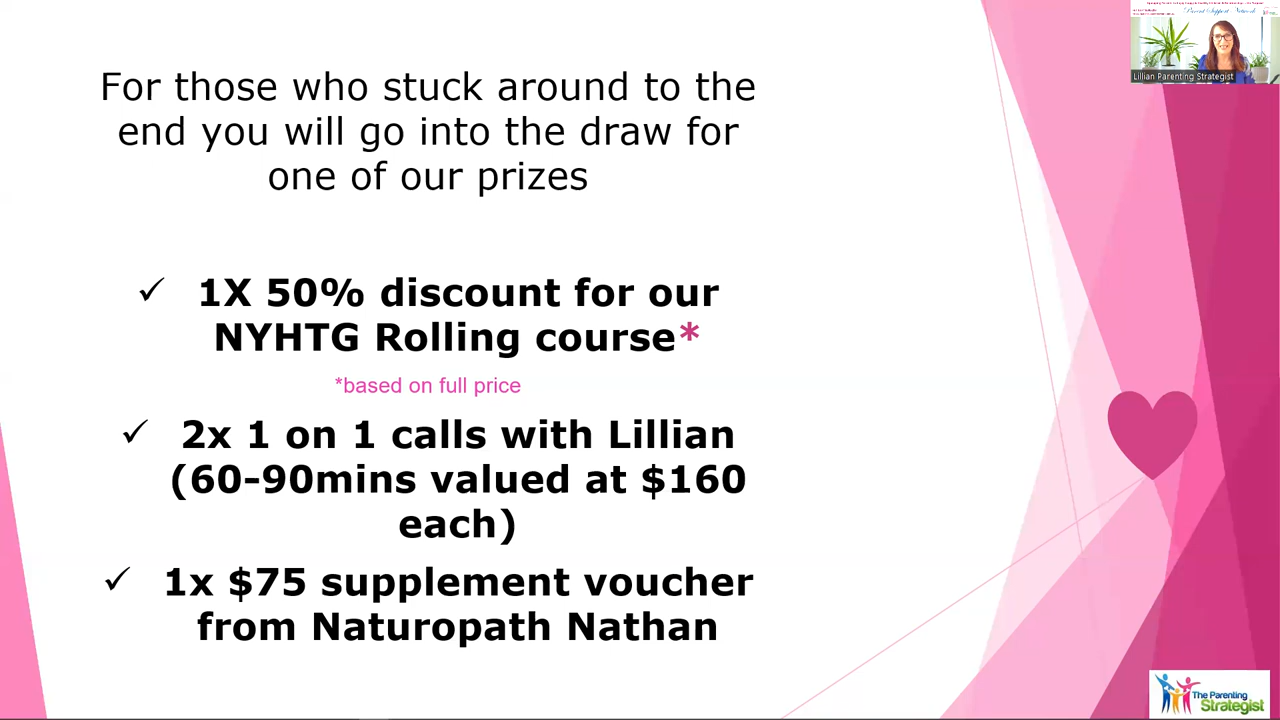 For those who stuck around to the
end you will go into the draw for
one of our prizes
✓ 1X 50% discount for our
NYHTG Rolling course*
*based on full price
✓ 2x 1 on 1 calls with Lillian
(60-90mins valued at $160
each)
✓ 1x $75 supplement voucher
from Naturopath Nathan
Parent Support Network
Lillian Parenting Strategist
The Parenting
Strategist